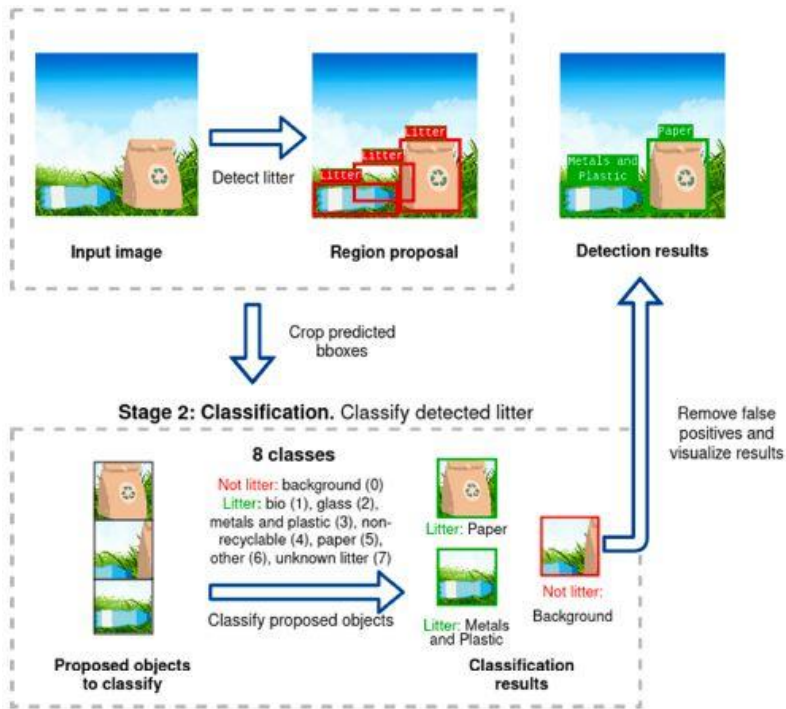 Litter
Litter
Litter
Paper
Metals and
Plastic
Detect litter
Input image
Region proposal
Detection results
Crop predicted
bboxes
Stage 2: Classification. Classify detected litter
Remove false
positives and
visualize results
8 classes
Not litter: background (0)
Litter: bio (1), glass (2),
metals and plastic (3), non-
recyclable (4), paper (5),
other (6), unknown litter (7)
Classify proposed objects
Litter: Paper
Litter: Metals
and Plastic
Not litter:
Background
Proposed objects
to classify
Classification
results